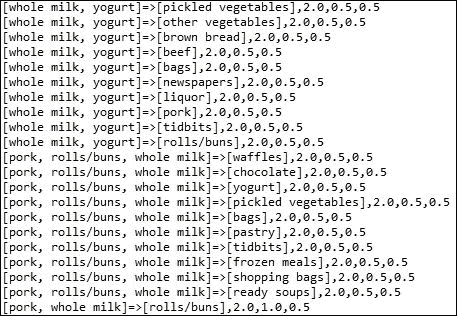 [whole milk, yogurt]=>[pickled vegetables],2.0,0.5,0.5
[whole milk, yogurt]=>[other vegetables],2.0,0.5,0.5
[whole milk, yogurt]=>[brown bread],2.0,0.5,0.5
[whole milk, yogurt]=>[beef],2.0,0.5,0.5
[whole milk, yogurt]=>[bags],2.0,0.5,0.5
[whole milk, yogurt]=>[newspapers],2.0,0.5,0.5
[whole milk, yogurt]=>[liquor],2.0,0.5,0.5
[whole milk, yogurt]=>[pork],2.0,0.5,0.5
[whole milk, yogurt]=>[tidbits],2.0,0.5,0.5
[whole milk, yogurt]=>[rolls/buns],2.0,0.5,0.5
[pork, rolls/buns, whole milk]=>[waffles],2.0,0.5,0.5
[pork, rolls/buns, whole milk]=>[chocolate],2.0,0.5,0.5
[pork, rolls/buns, whole milk]=>[yogurt],2.0,0.5,0.5
[pork, rolls/buns, whole milk]=>[pickled vegetables],2.0,0.5,0.5
[pork, rolls/buns, whole milk]=>[bags],2.0,0.5,0.5
[pork, rolls/buns, whole milk]=>[pastry],2.0,0.5,0.5
[pork, rolls/buns, whole milk]=>[tidbits],2.0,0.5,0.5
[pork, rolls/buns, whole milk]=>[frozen meals],2.0,0.5,0.5
[pork, rolls/buns, whole milk]=>[shopping bags],2.0,0.5,0.5
[pork, rolls/buns, whole milk]=>[ready soups],2.0,0.5,0.5
[pork, whole milk]=>[rolls/buns],2.0,1.0,0.5